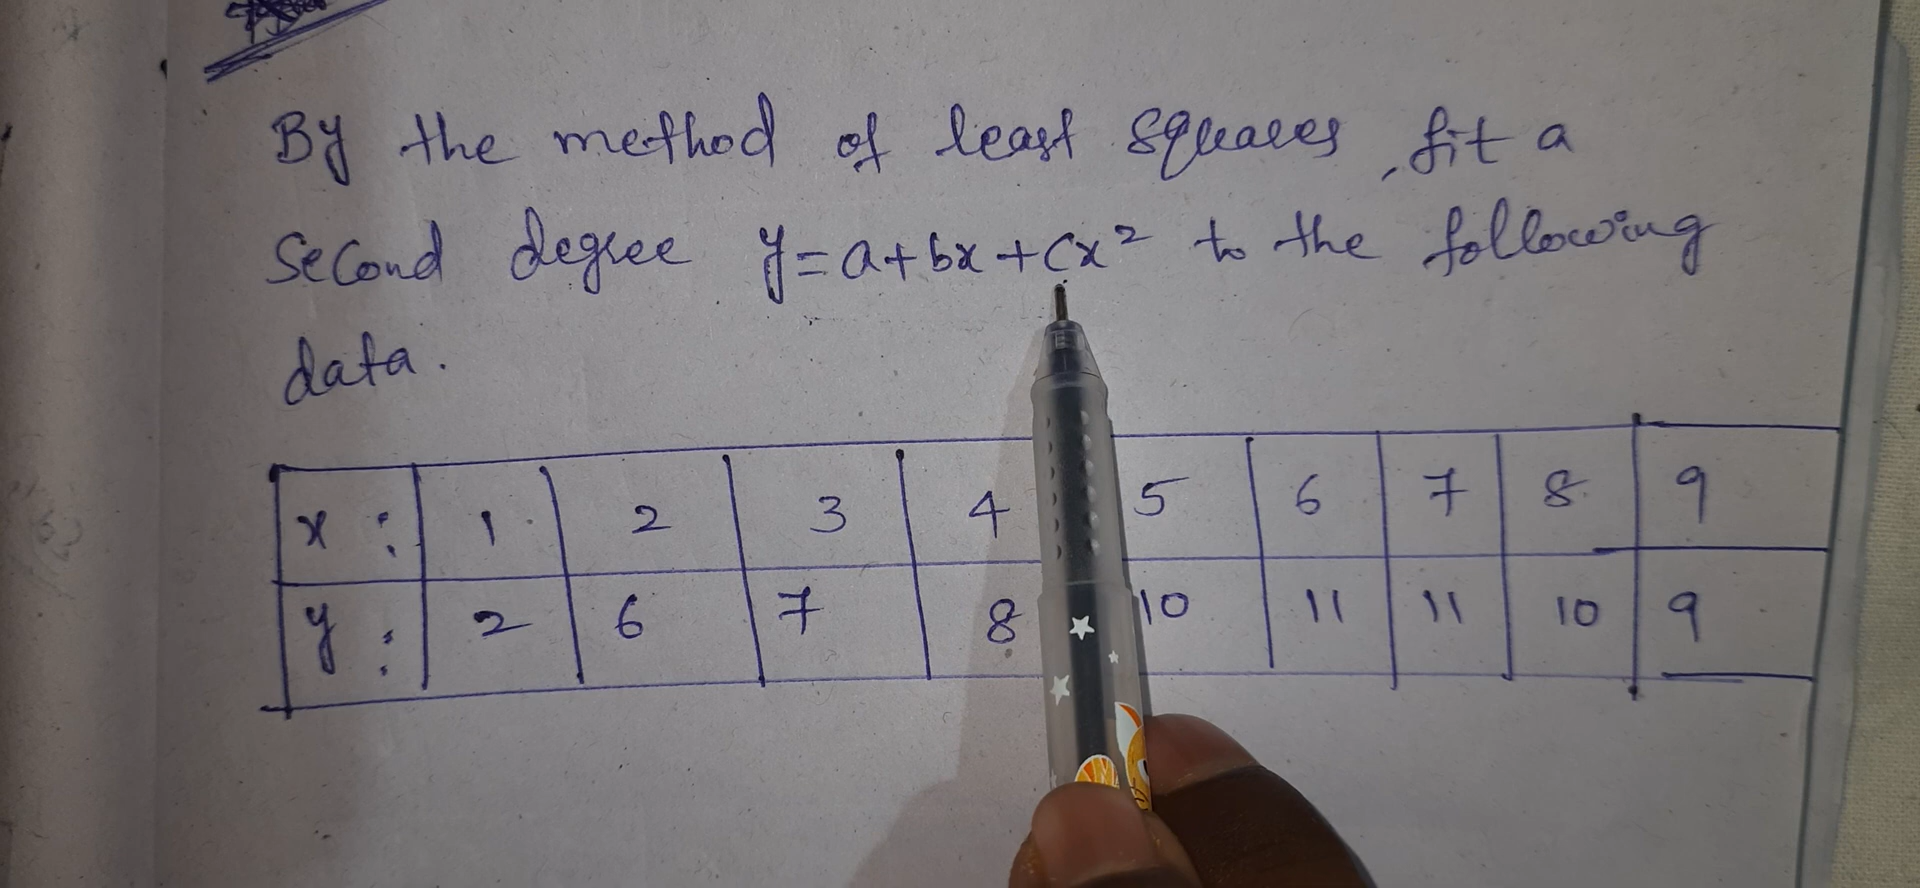 By the method of least squares, fit a
second degree y = a + bx + cx² to the following
data.
x : 1 2 3 4 5 6 7 8 9
y : 2 6 7 8 10 11 11 10 9